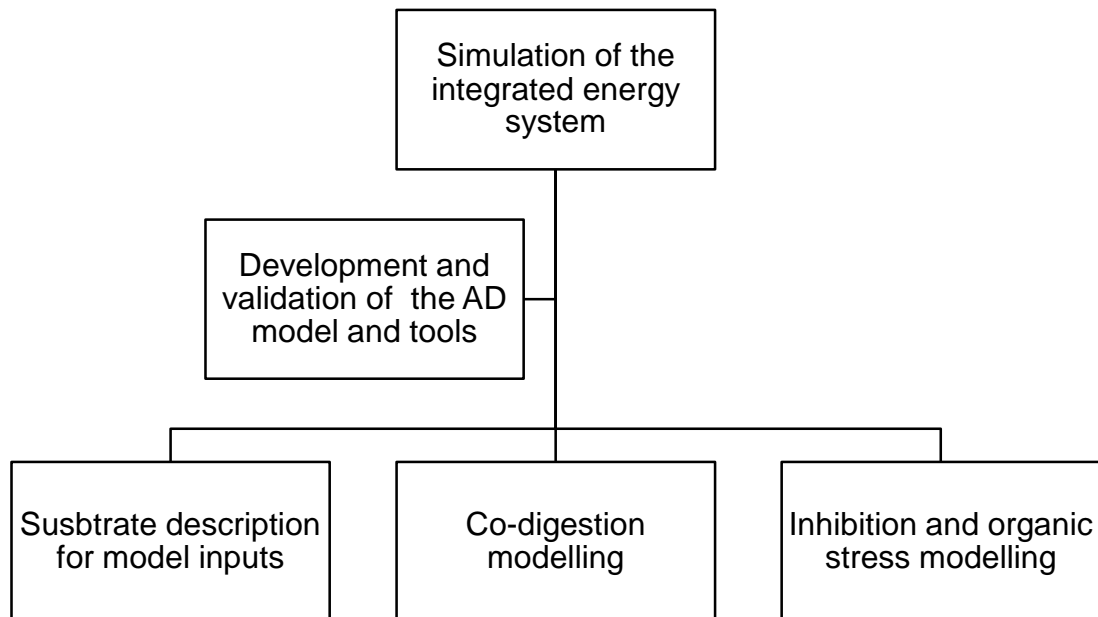 Simulation of the
integrated energy
system
Development and
validation of  the AD
model and tools
Susbtrate description
for model inputs
Co-digestion
modelling
Inhibition and organic
stress modelling